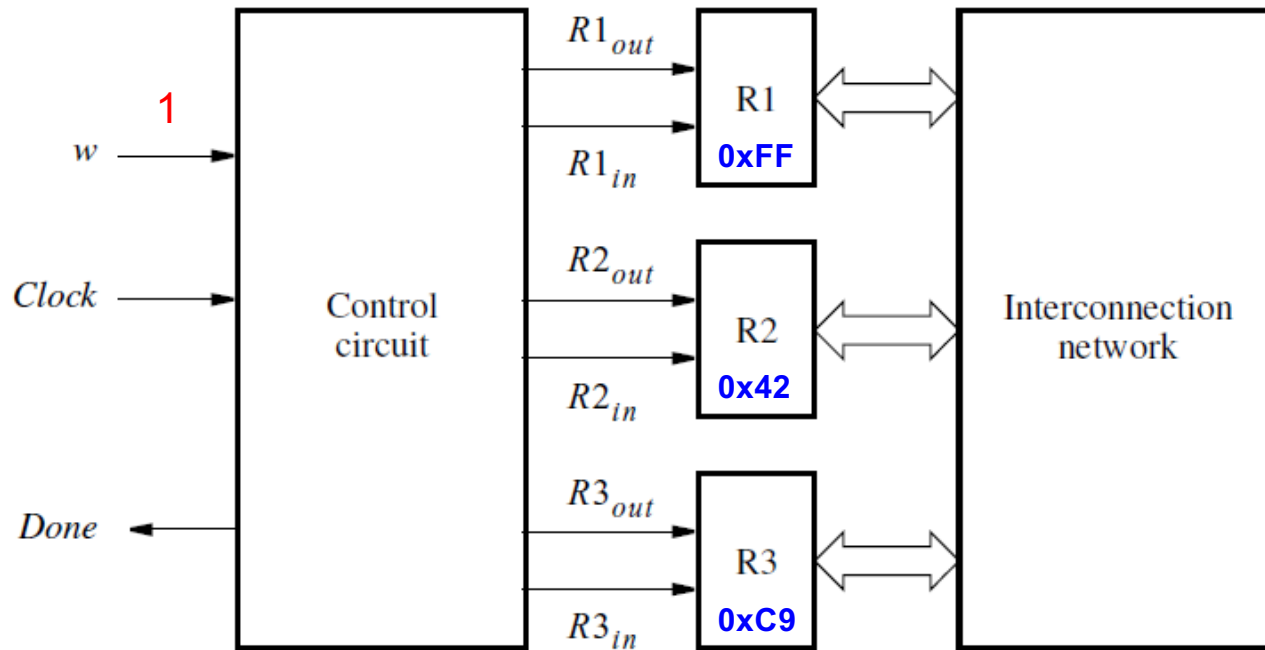 1
w
Clock
Done
Control
circuit
R1out
R1in
R2out
R2in
R3out
R3in
R1
0xFF
R2
0x42
R3
0xC9
Interconnection
network